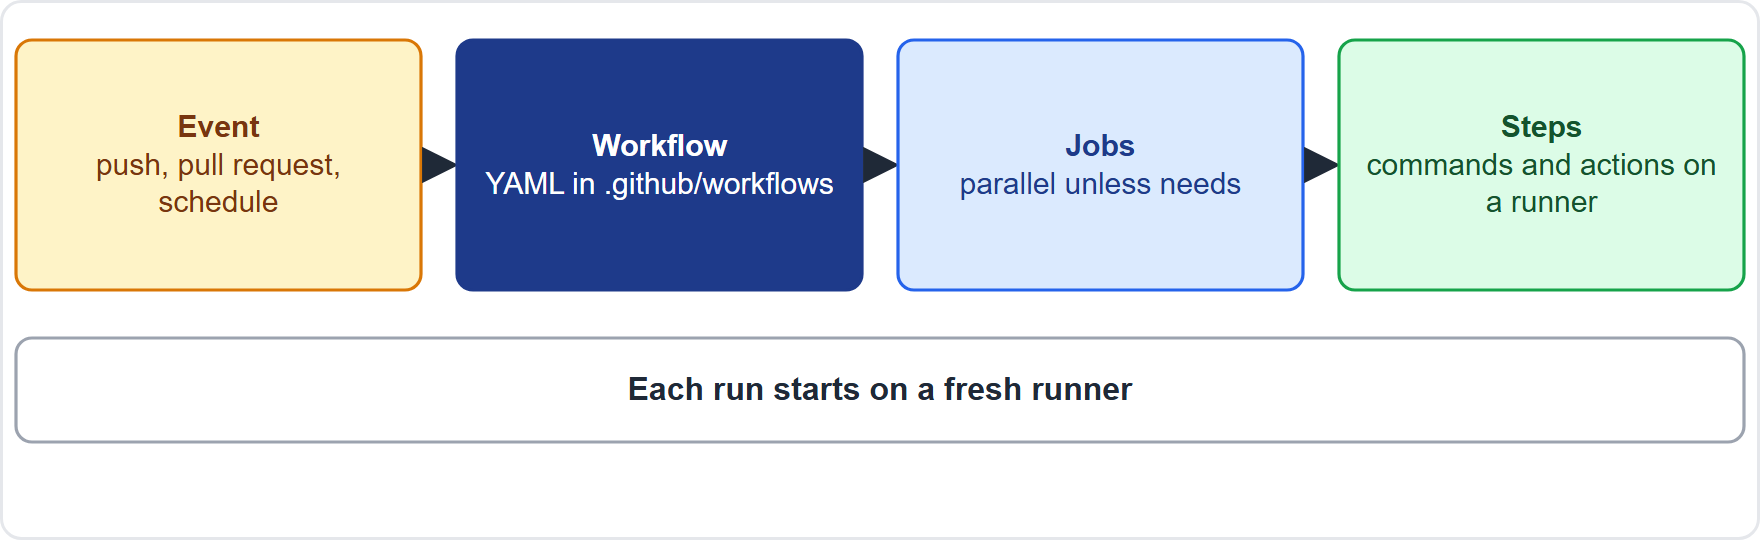 Event
push, pull request,
schedule
Workflow
YAML in .github/workflows
Jobs
parallel unless needs
Steps
commands and actions on
a runner
Each run starts on a fresh runner